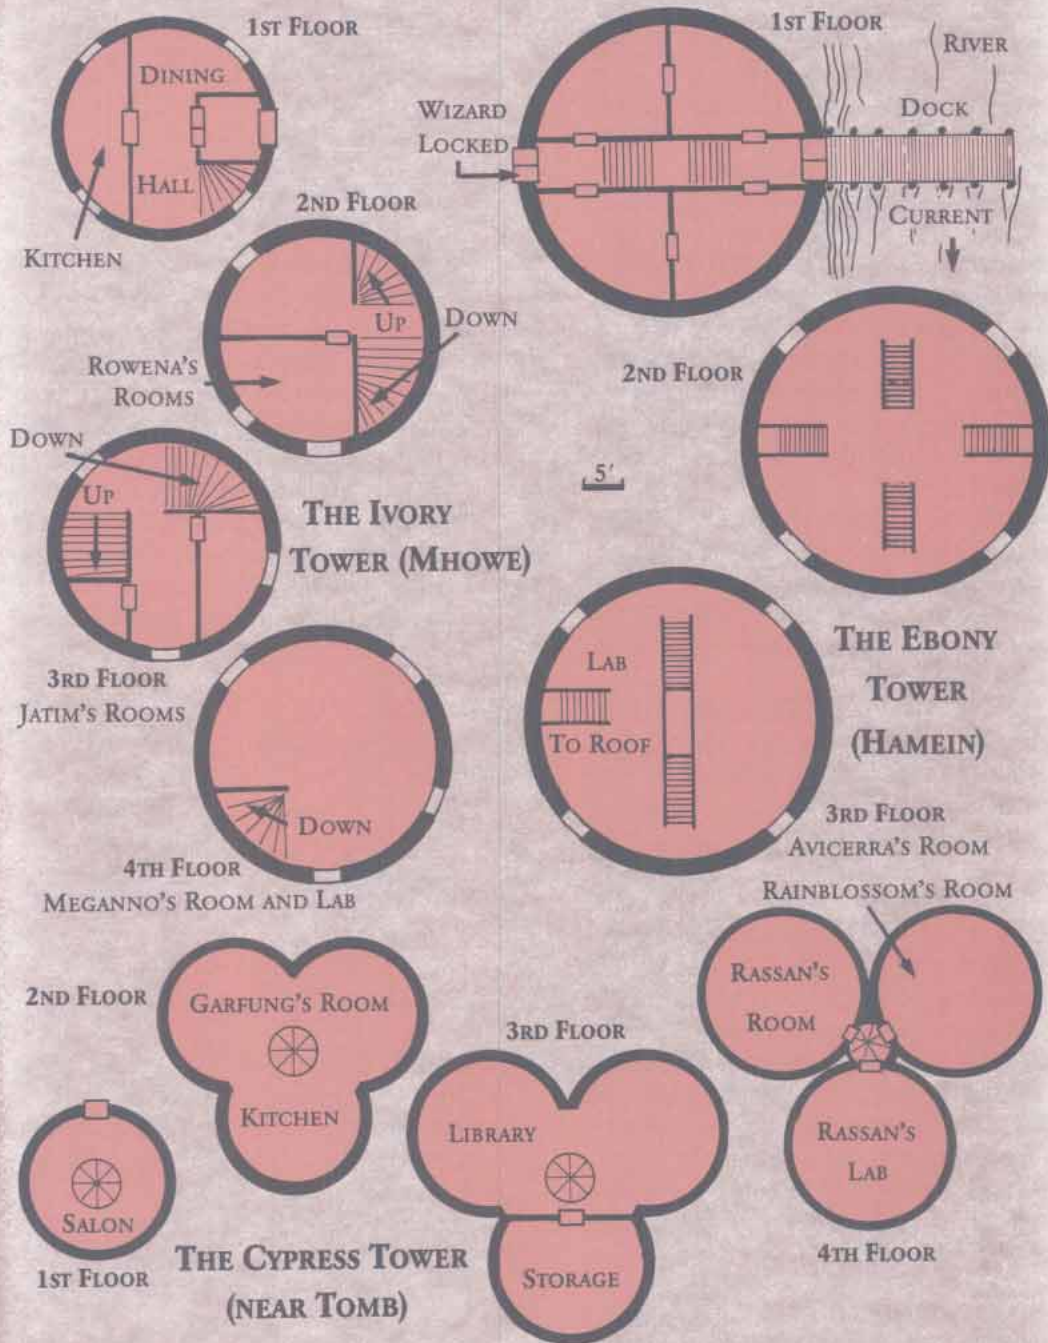 1ST FLOOR
DINING
HALL
KITCHEN
2ND FLOOR
UP
DOWN
ROWENA'S
ROOMS
DOWN
UP
3RD FLOOR
JATIM'S ROOMS
THE IVORY
TOWER (MHOWE)
DOWN
4TH FLOOR
MEGANNO'S ROOM AND LAB
1ST FLOOR
RIVER
DOCK
WIZARD
LOCKED
CURRENT
2ND FLOOR
5'
THE EBONY
TOWER
(HAMEIN)
LAB
TO ROOF
3RD FLOOR
AVICERRA'S ROOM
RAINBLOSSOM'S ROOM
2ND FLOOR
GARFUNG'S ROOM
KITCHEN
3RD FLOOR
LIBRARY
STORAGE
RASSAN'S
ROOM
RASSAN'S
LAB
4TH FLOOR
SALON
1ST FLOOR
THE CYPRESS TOWER
(NEAR TOMB)